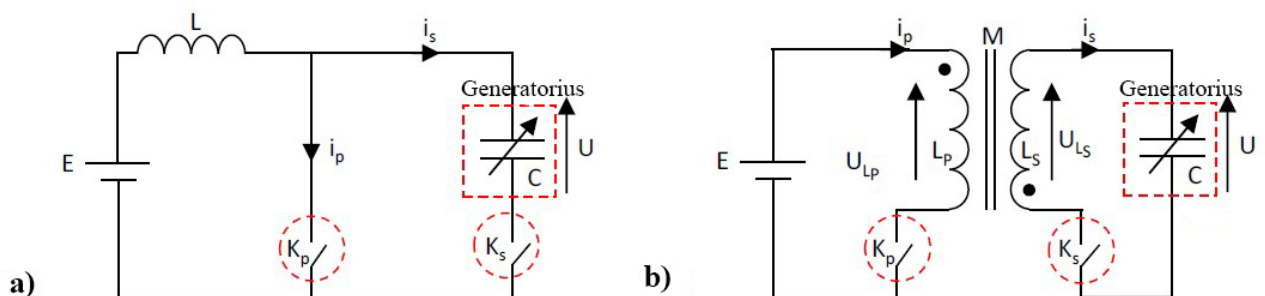 L
i_s
Generatorius
i_p
E
C
U
K_p
K_s
a)
i_p
M
i_s
Generatorius
E
U_LP
L_P
L_S
U_LS
C
U
K_p
K_s
b)